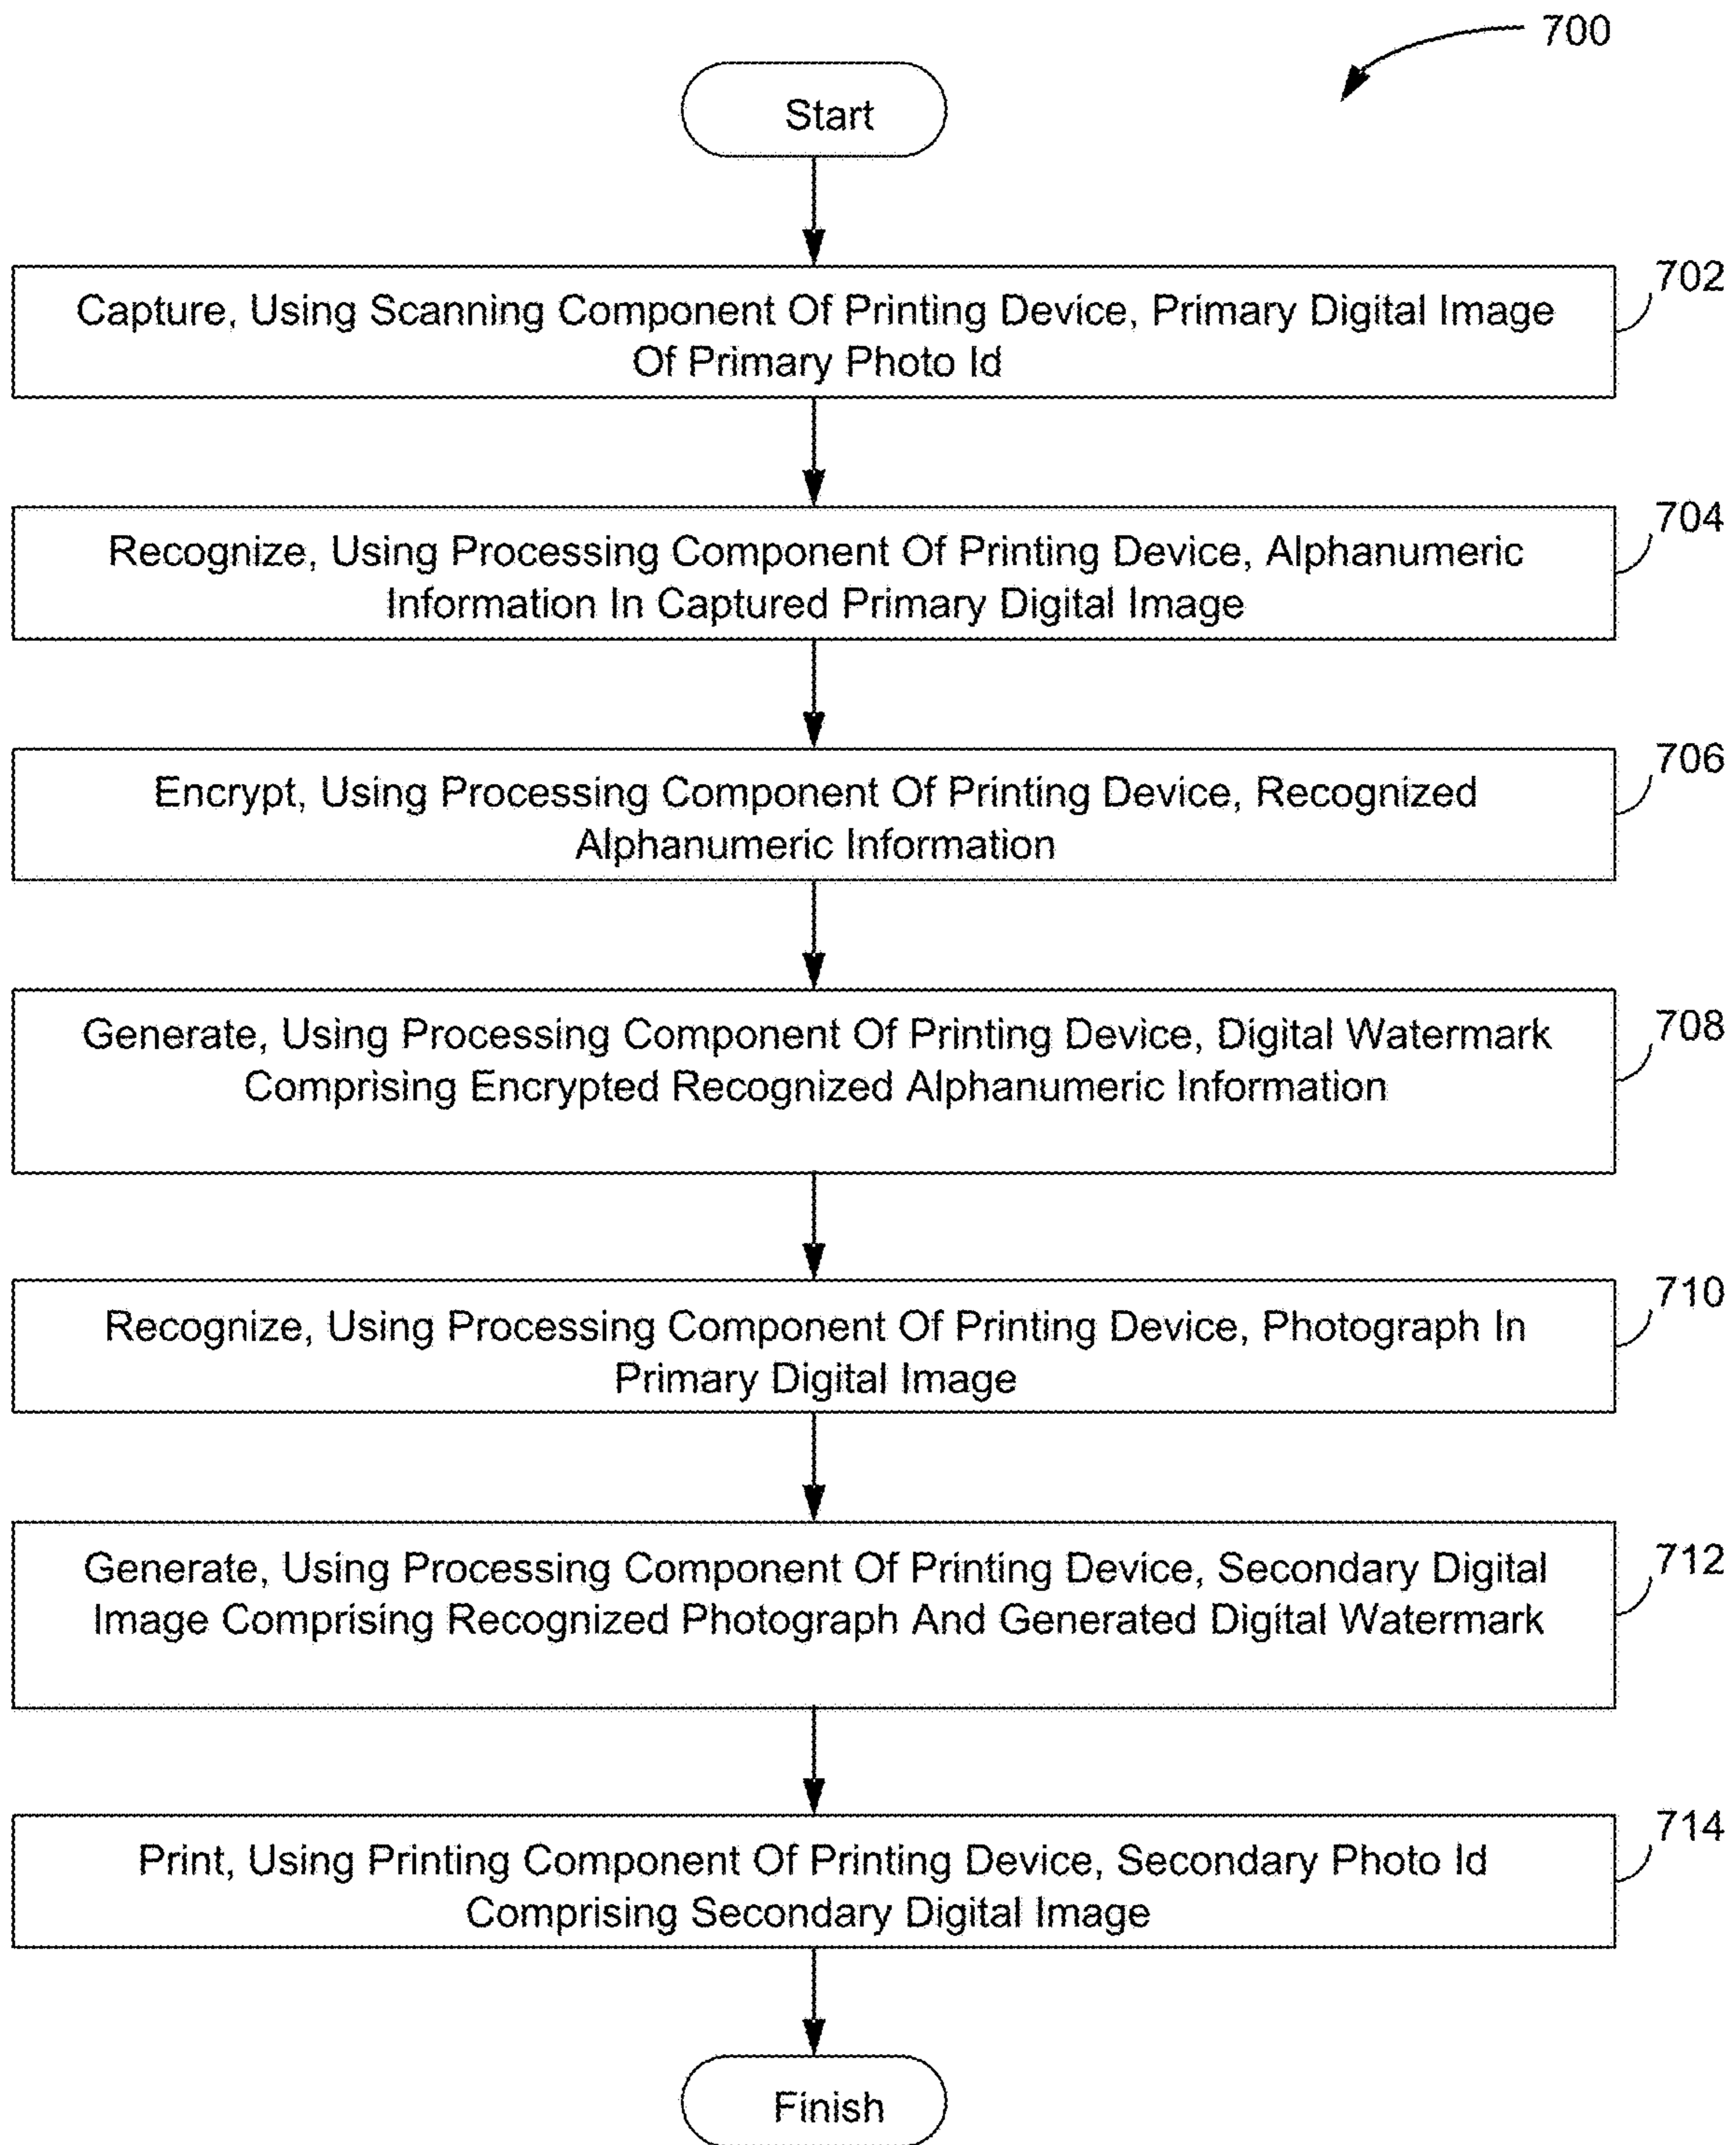 700
Start
702
Capture, Using Scanning Component Of Printing Device, Primary Digital Image
Of Primary Photo Id
704
Recognize, Using Processing Component Of Printing Device, Alphanumeric
Information In Captured Primary Digital Image
706
Encrypt, Using Processing Component Of Printing Device, Recognized
Alphanumeric Information
708
Generate, Using Processing Component Of Printing Device, Digital Watermark
Comprising Encrypted Recognized Alphanumeric Information
710
Recognize, Using Processing Component Of Printing Device, Photograph In
Primary Digital Image
712
Generate, Using Processing Component Of Printing Device, Secondary Digital
Image Comprising Recognized Photograph And Generated Digital Watermark
714
Print, Using Printing Component Of Printing Device, Secondary Photo Id
Comprising Secondary Digital Image
Finish